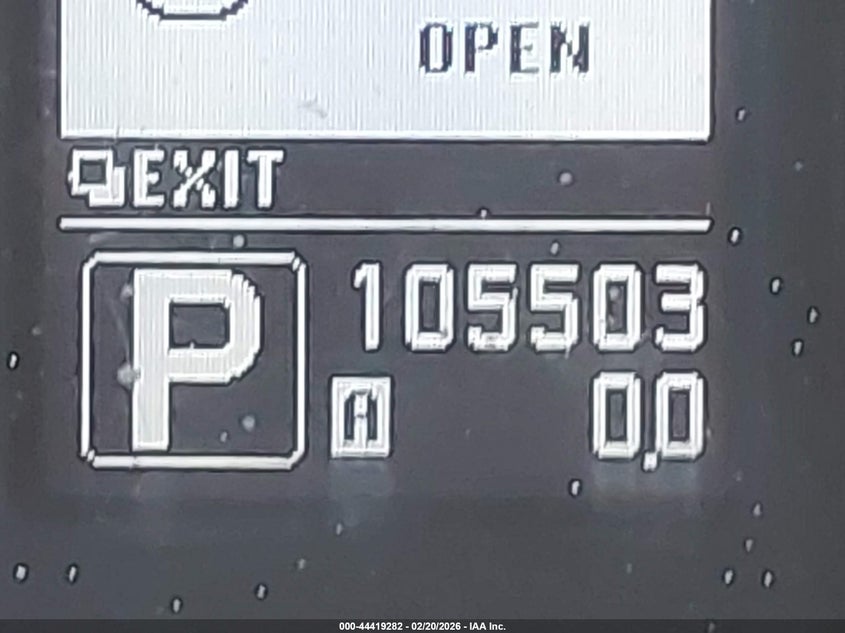 OPEN
EXIT
P
105503
A 0.0
000-44419282 - 02/20/2026 - IAA Inc.